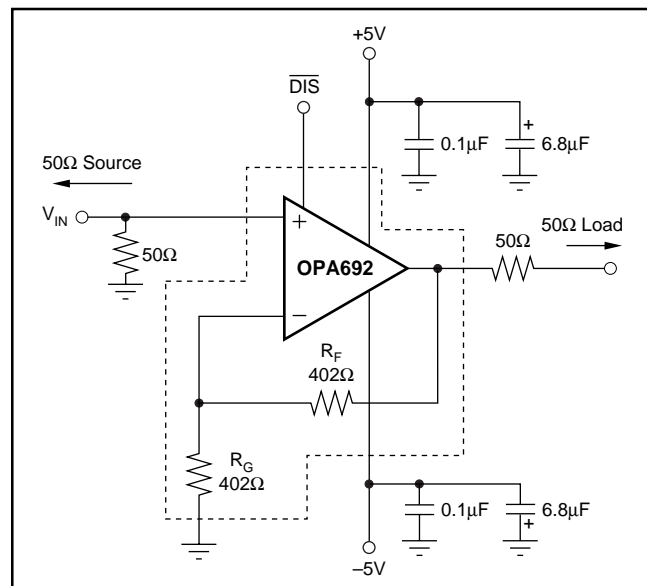 +5V
DIS
0.1µF
+
6.8µF
50Ω Source
V_IN
50Ω
+
OPA692
−
50Ω Load
50Ω
R_F
402Ω
R_G
402Ω
0.1µF
6.8µF
+
–5V